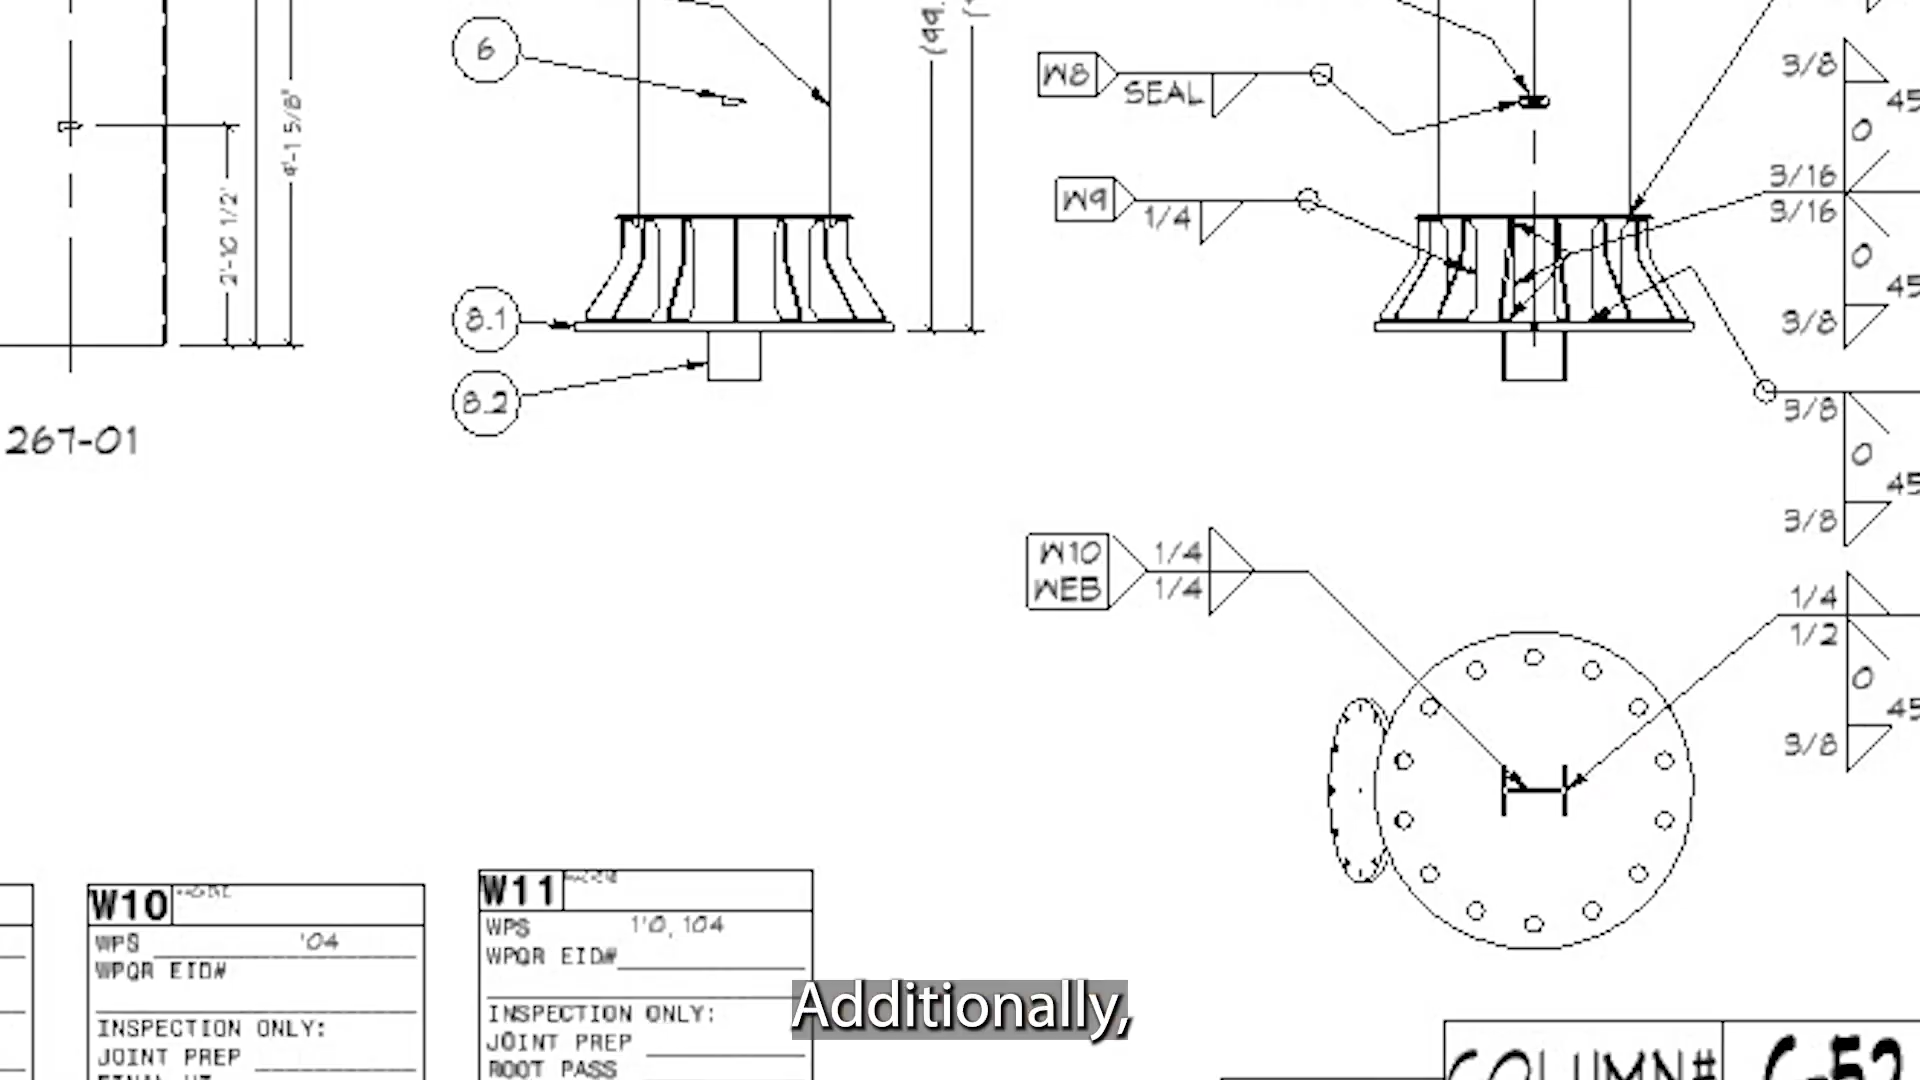 6
4'-1 5/8"
2'-10 1/2"
8.1
8.2
267-01
(99.
W8
SEAL
W9
1/4
3/8
45
0
3/16
3/16
0
45
3/8
3/8
0
45
3/8
W10
WEB
1/4
1/4
1/4
1/2
0
45
3/8
W10
WPS '04
WPQR EID#
INSPECTION ONLY:
JOINT PREP
W11
WPS 1'0, 104
WPQR EID#
INSPECTION ONLY:
JOINT PREP
ROOT PASS
Additionally,
COLUMN# C-52